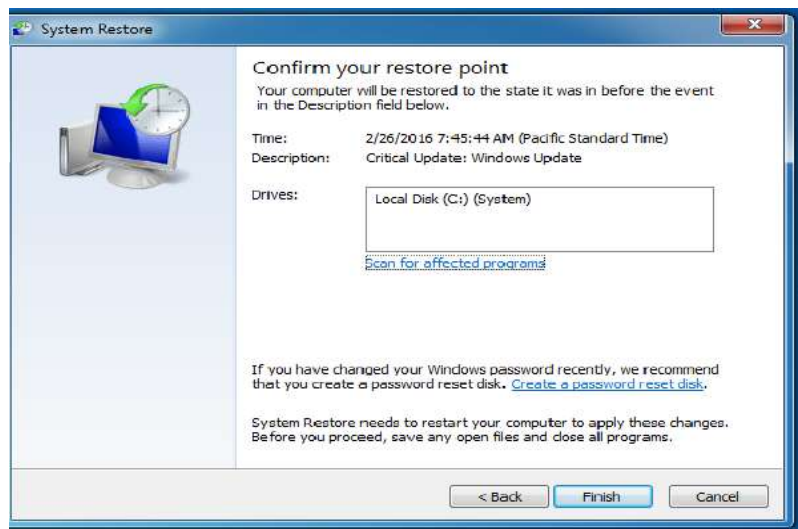 System Restore
Confirm your restore point
Your computer will be restored to the state it was in before the event
in the Description field below.
Time: 2/26/2016 7:45:44 AM (Pacific Standard Time)
Description: Critical Update: Windows Update
Drives: Local Disk (C:) (System)
Scan for affected programs
If you have changed your Windows password recently, we recommend
that you create a password reset disk. Create a password reset disk.
System Restore needs to restart your computer to apply these changes.
Before you proceed, save any open files and close all programs.
< Back Finish Cancel